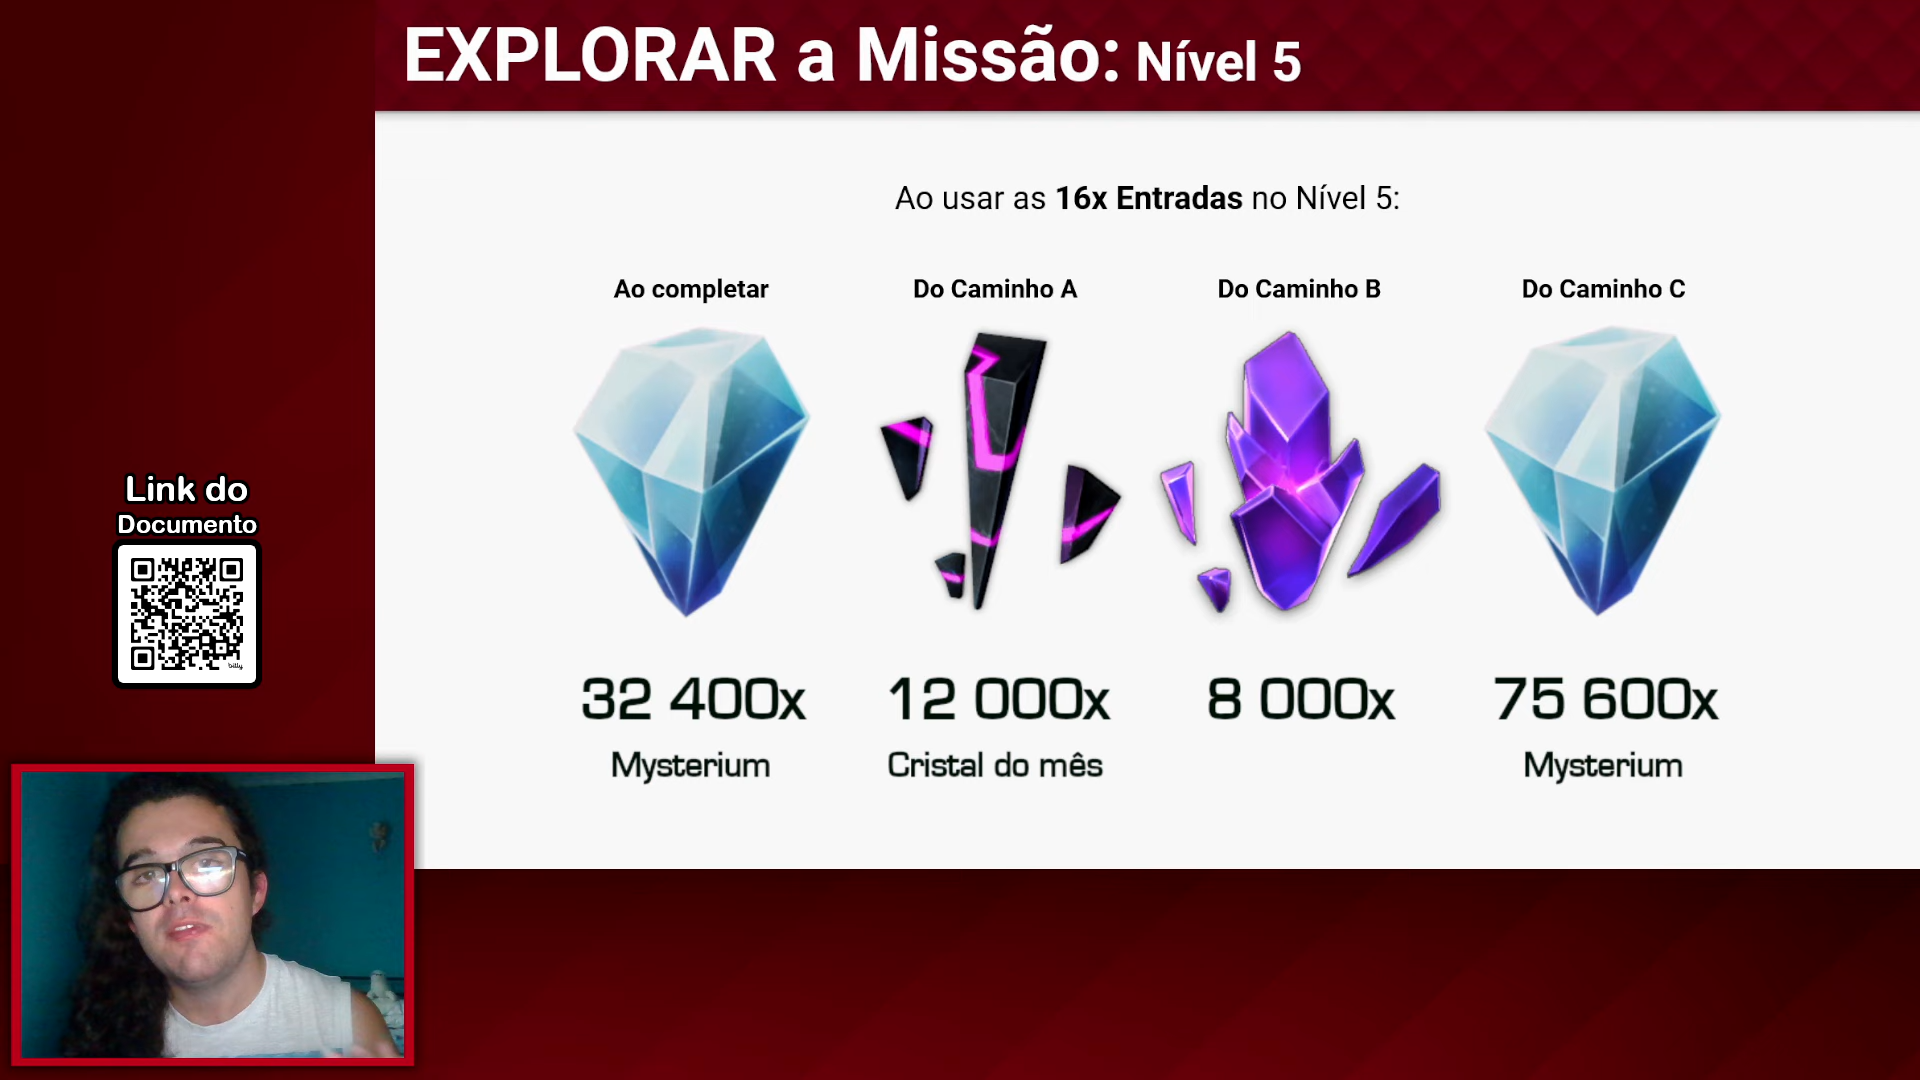 EXPLORAR a Missão: Nível 5
Ao usar as 16x Entradas no Nível 5:
Ao completar
Do Caminho A
Do Caminho B
Do Caminho C
32 400x
12 000x
8 000x
75 600x
Mysterium
Cristal do mês
Mysterium
Link do
Documento
bitly